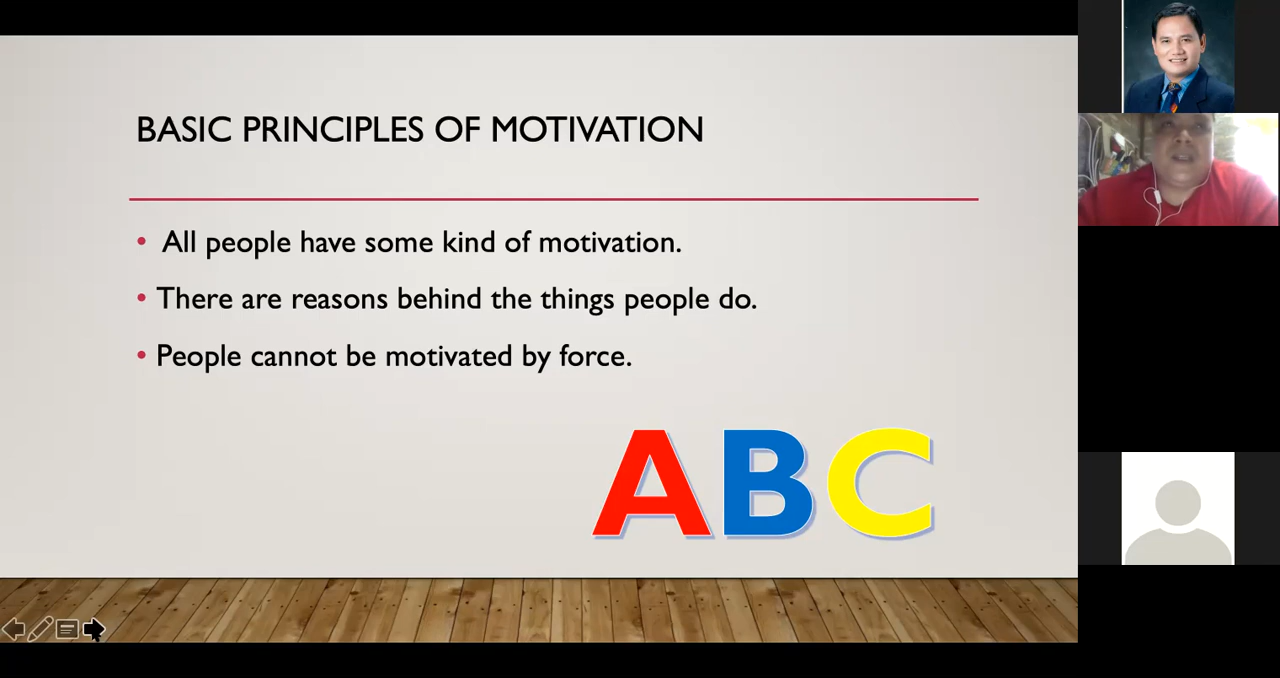 BASIC PRINCIPLES OF MOTIVATION
• All people have some kind of motivation.
• There are reasons behind the things people do.
• People cannot be motivated by force.
ABC